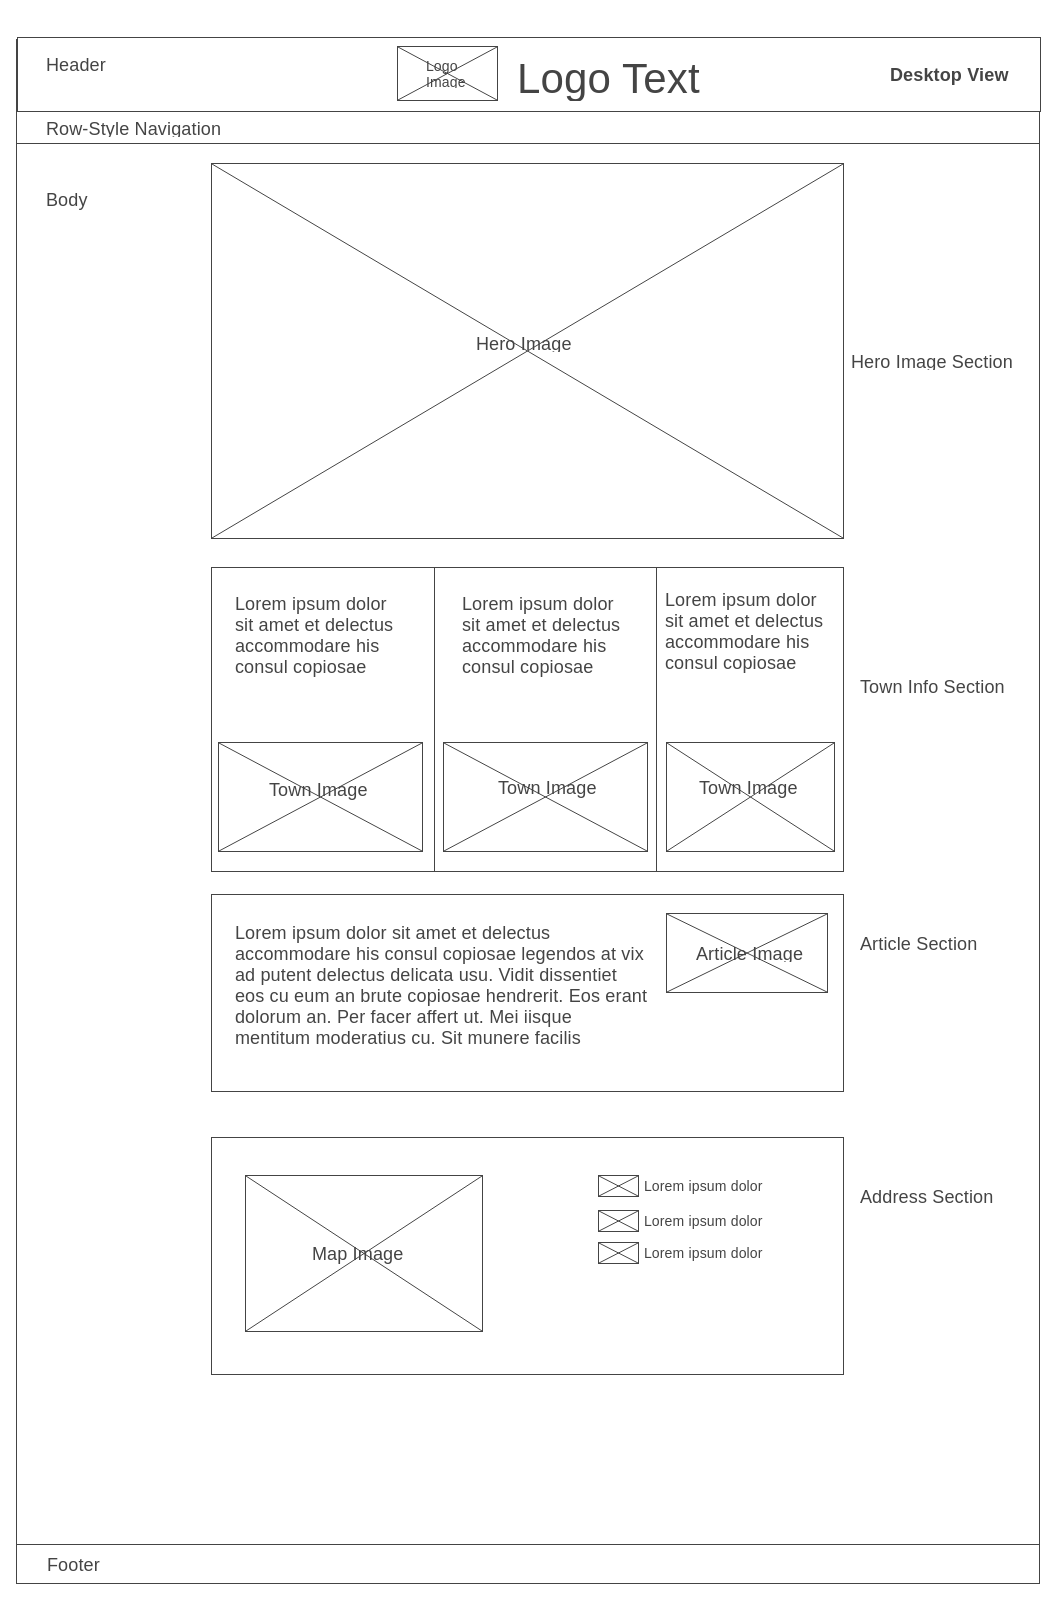 Header
Logo
Image
Logo Text
Desktop View
Row-Style Navigation
Body
Hero Image
Hero Image Section
Lorem ipsum dolor
sit amet et delectus
accommodare his
consul copiosae
Lorem ipsum dolor
sit amet et delectus
accommodare his
consul copiosae
Lorem ipsum dolor
sit amet et delectus
accommodare his
consul copiosae
Town Info Section
Town Image
Town Image
Town Image
Lorem ipsum dolor sit amet et delectus
accommodare his consul copiosae legendos at vix
ad putent delectus delicata usu. Vidit dissentiet
eos cu eum an brute copiosae hendrerit. Eos erant
dolorum an. Per facer affert ut. Mei iisque
mentitum moderatius cu. Sit munere facilis
Article Image
Article Section
Map Image
Lorem ipsum dolor
Lorem ipsum dolor
Lorem ipsum dolor
Address Section
Footer